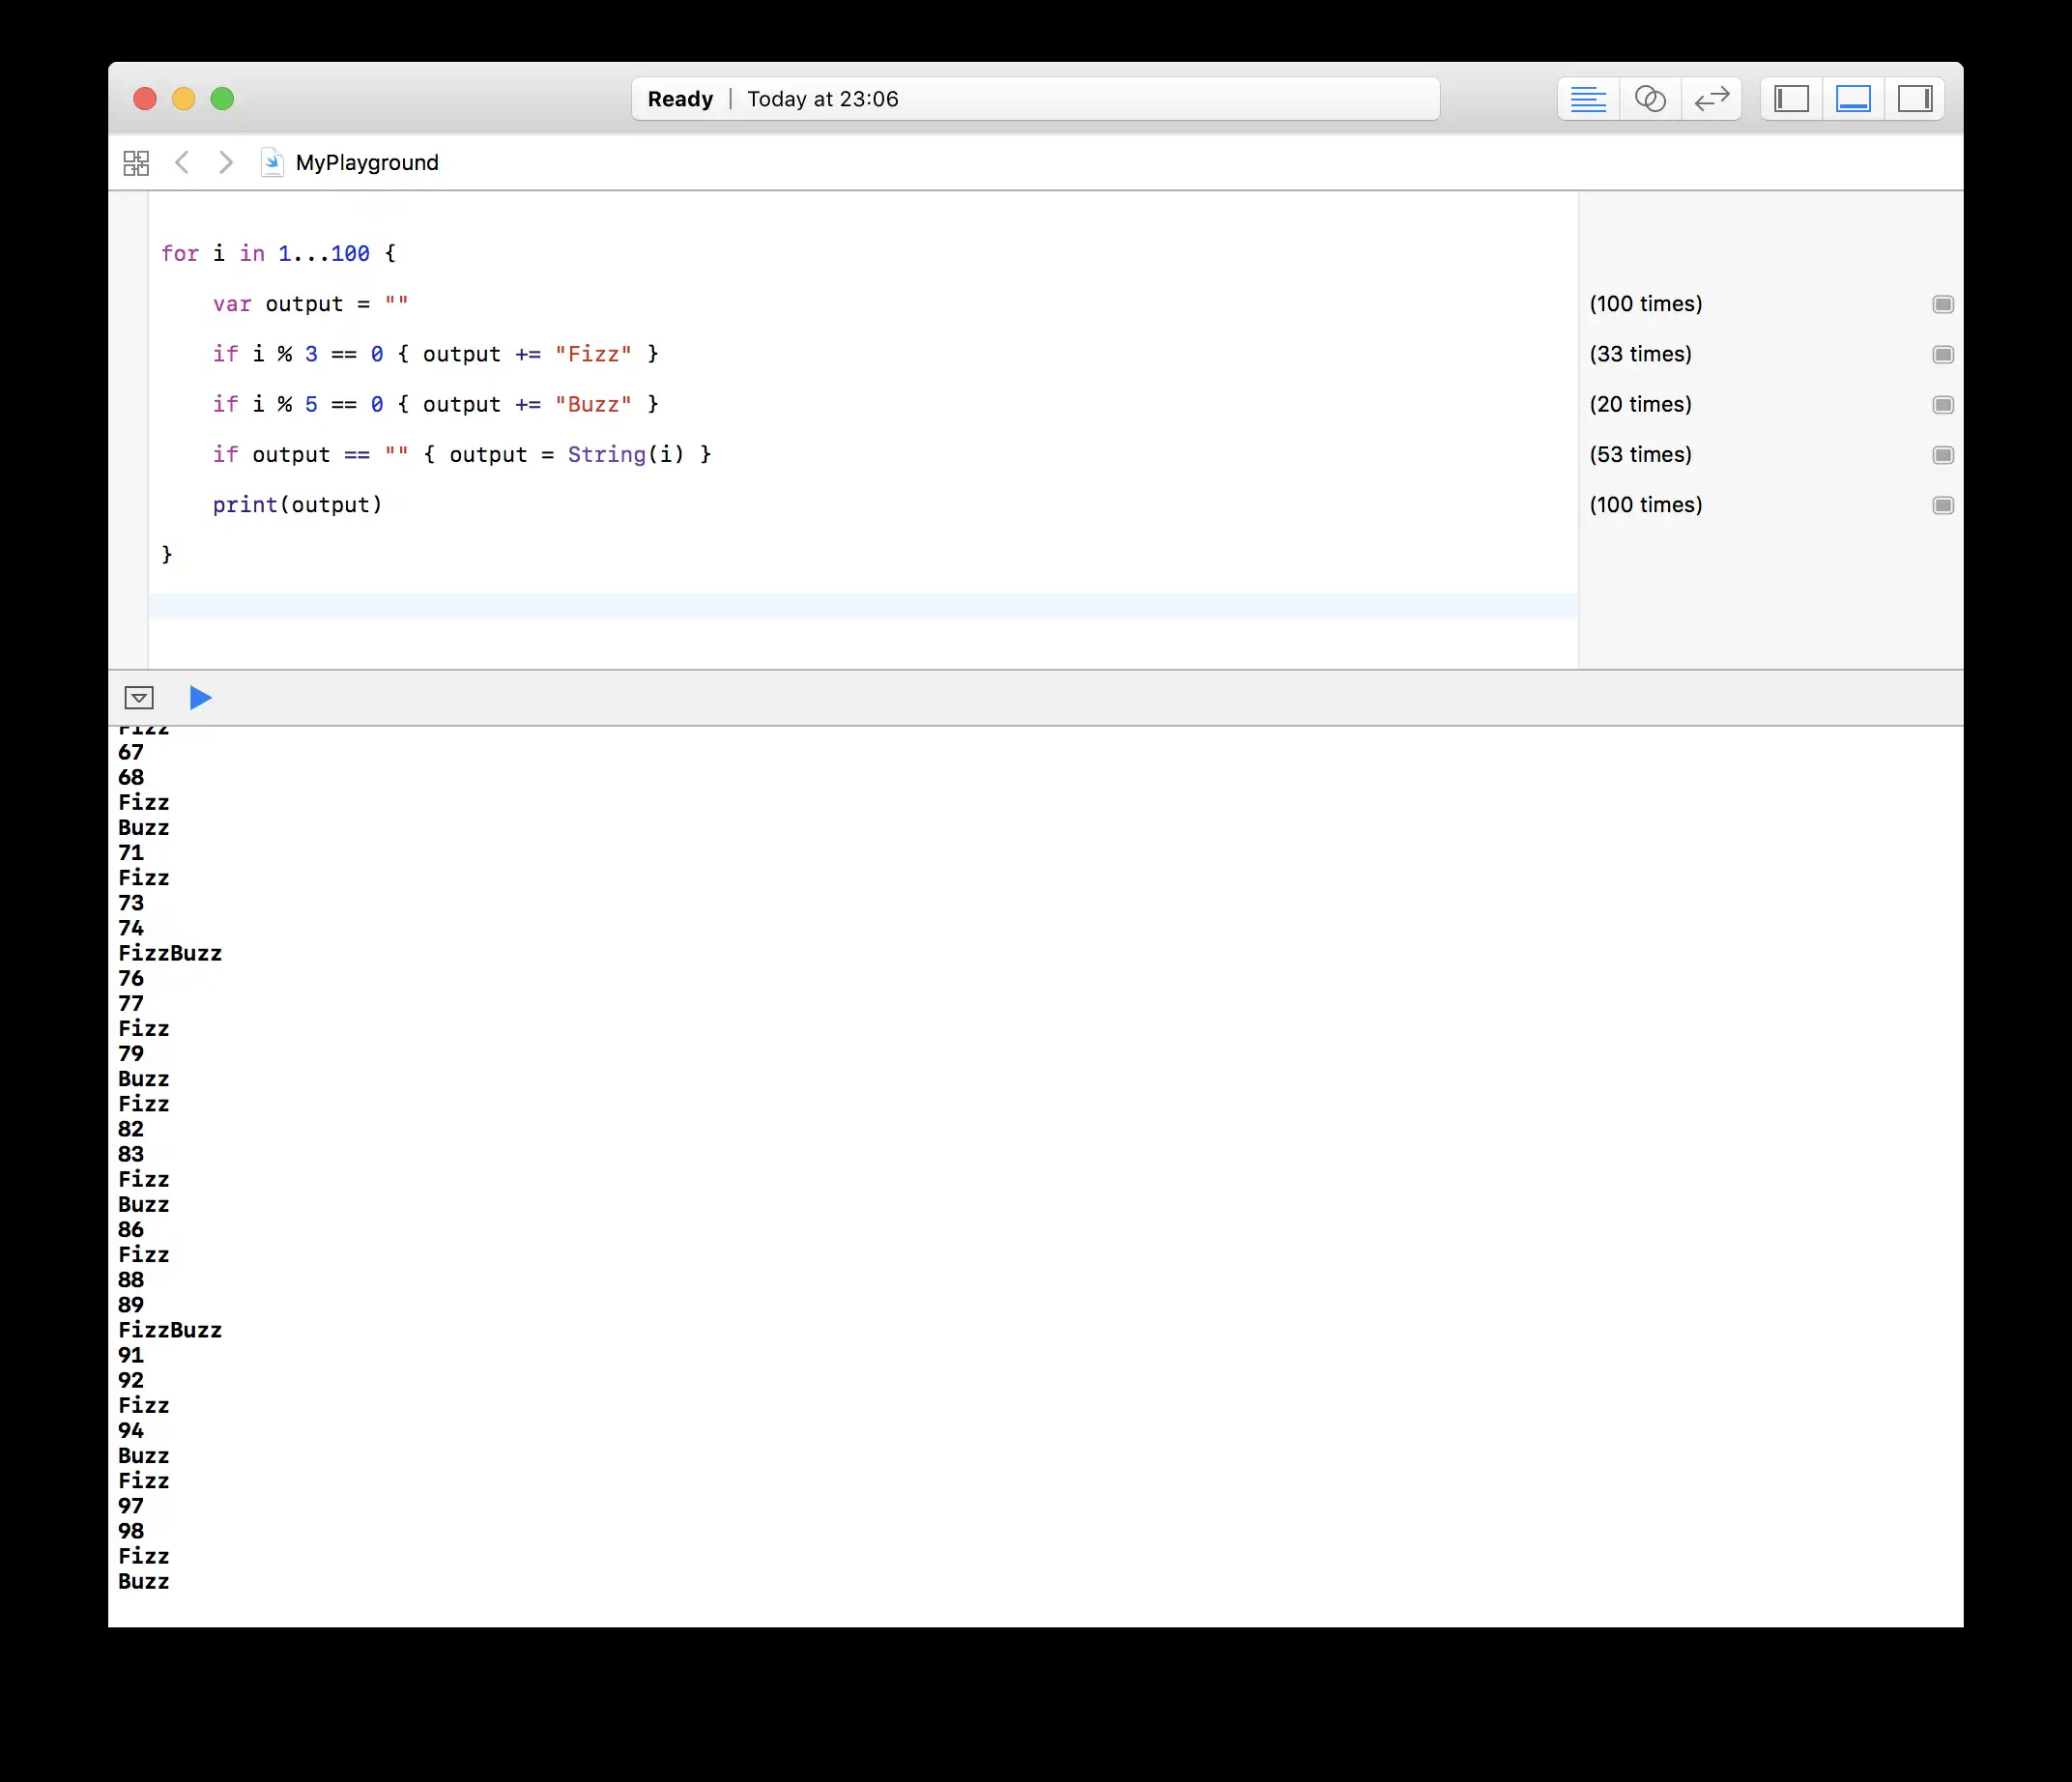 Ready | Today at 23:06
MyPlayground
for i in 1...100 {
    var output = "" (100 times)
    if i % 3 == 0 { output += "Fizz" } (33 times)
    if i % 5 == 0 { output += "Buzz" } (20 times)
    if output == "" { output = String(i) } (53 times)
    print(output) (100 times)
}
Fizz
67
68
Fizz
Buzz
71
Fizz
73
74
FizzBuzz
76
77
Fizz
79
Buzz
Fizz
82
83
Fizz
Buzz
86
Fizz
88
89
FizzBuzz
91
92
Fizz
94
Buzz
Fizz
97
98
Fizz
Buzz